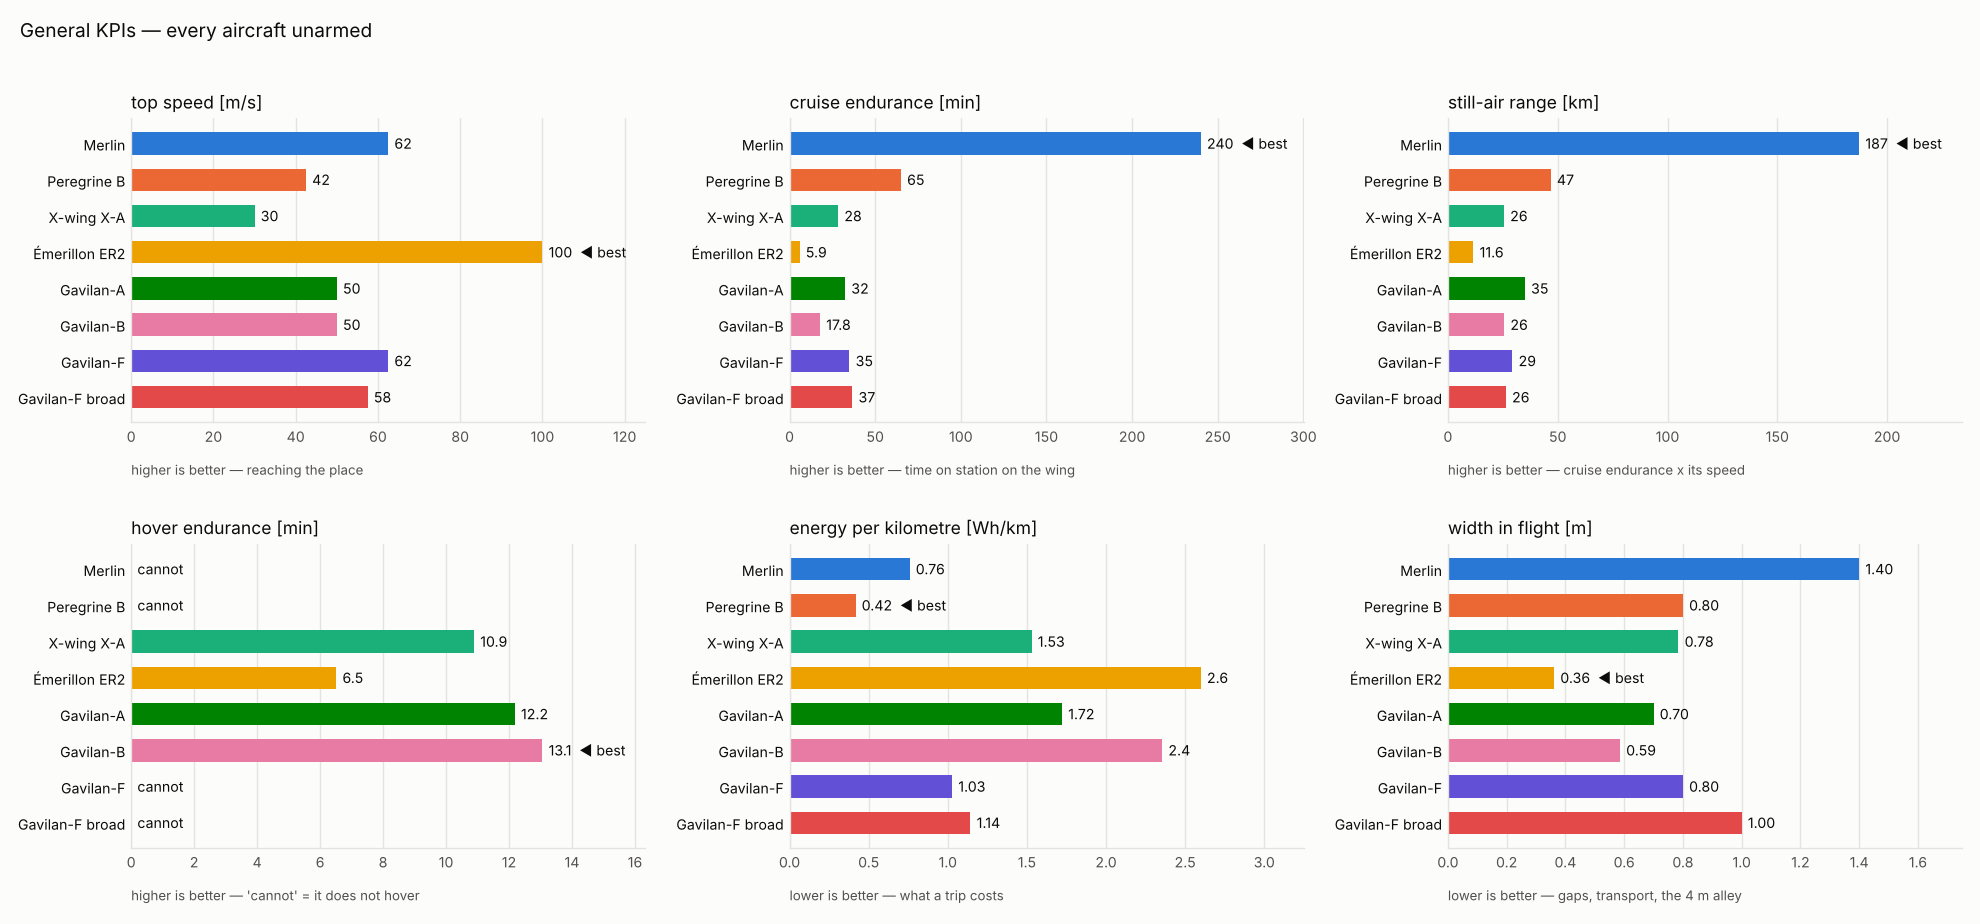 General KPIs — every aircraft unarmed
top speed [m/s]
Merlin 62
Peregrine B 42
X-wing X-A 30
Émerillon ER2 100 ◀ best
Gavilan-A 50
Gavilan-B 50
Gavilan-F 62
Gavilan-F broad 58
0 20 40 60 80 100 120
higher is better — reaching the place
cruise endurance [min]
Merlin 240 ◀ best
Peregrine B 65
X-wing X-A 28
Émerillon ER2 5.9
Gavilan-A 32
Gavilan-B 17.8
Gavilan-F 35
Gavilan-F broad 37
0 50 100 150 200 250 300
higher is better — time on station on the wing
still-air range [km]
Merlin 187 ◀ best
Peregrine B 47
X-wing X-A 26
Émerillon ER2 11.6
Gavilan-A 35
Gavilan-B 26
Gavilan-F 29
Gavilan-F broad 26
0 50 100 150 200
higher is better — cruise endurance x its speed
hover endurance [min]
Merlin cannot
Peregrine B cannot
X-wing X-A 10.9
Émerillon ER2 6.5
Gavilan-A 12.2
Gavilan-B 13.1 ◀ best
Gavilan-F cannot
Gavilan-F broad cannot
0 2 4 6 8 10 12 14 16
higher is better — 'cannot' = it does not hover
energy per kilometre [Wh/km]
Merlin 0.76
Peregrine B 0.42 ◀ best
X-wing X-A 1.53
Émerillon ER2 2.6
Gavilan-A 1.72
Gavilan-B 2.4
Gavilan-F 1.03
Gavilan-F broad 1.14
0.0 0.5 1.0 1.5 2.0 2.5 3.0
lower is better — what a trip costs
width in flight [m]
Merlin 1.40
Peregrine B 0.80
X-wing X-A 0.78
Émerillon ER2 0.36 ◀ best
Gavilan-A 0.70
Gavilan-B 0.59
Gavilan-F 0.80
Gavilan-F broad 1.00
0.0 0.2 0.4 0.6 0.8 1.0 1.2 1.4 1.6
lower is better — gaps, transport, the 4 m alley